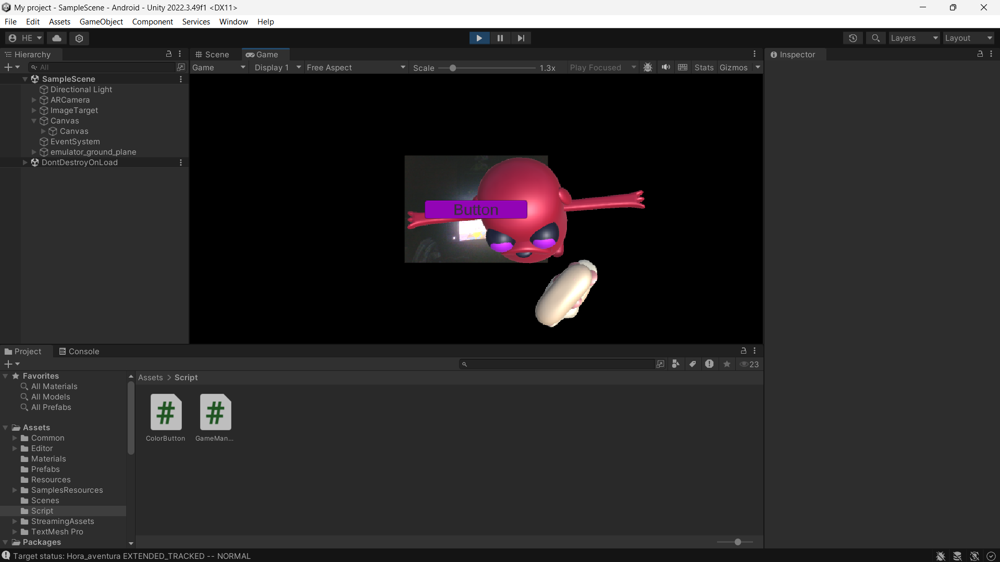 My project - SampleScene - Android - Unity 2022.3.49f1 <DX11>
File Edit Assets GameObject Component Services Window Help
HE Layers Layout
Hierarchy Scene Game Inspector
All Game Display 1 Free Aspect Scale 1.3x Play Focused Stats Gizmos
SampleScene
Directional Light
ARCamera
ImageTarget
Canvas
Canvas
EventSystem
emulator_ground_plane
DontDestroyOnLoad
Button
Project Console
23
Favorites
All Materials
All Models
All Prefabs
Assets
Common
Editor
Materials
Prefabs
Resources
SamplesResources
Scenes
Script
StreamingAssets
TextMesh Pro
Packages
Assets > Script
# #
ColorButton GameMan...
Target status: Hora_aventura EXTENDED_TRACKED -- NORMAL